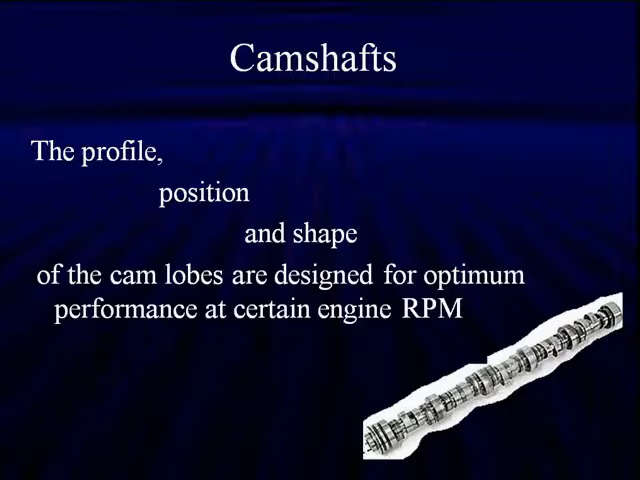 Camshafts
The profile,
position
and shape
of the cam lobes are designed for optimum
performance at certain engine RPM